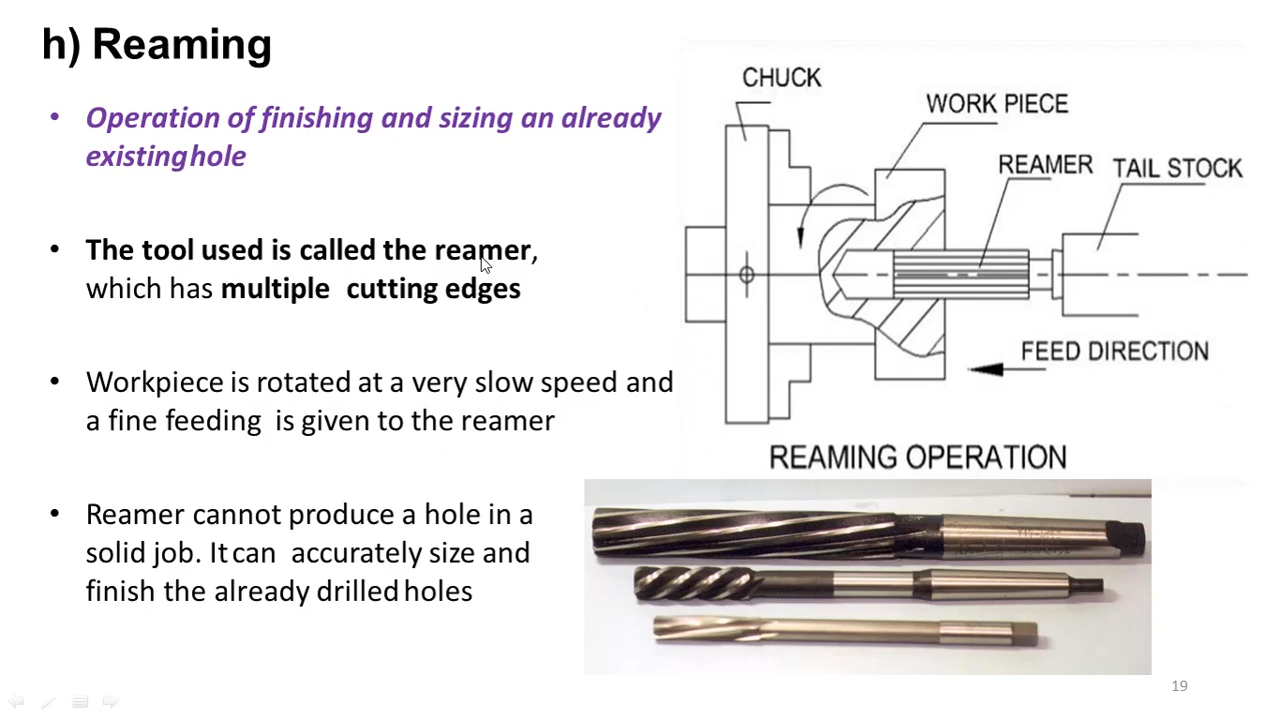 h) Reaming
• Operation of finishing and sizing an already
existing hole
• The tool used is called the reamer,
which has multiple cutting edges
• Workpiece is rotated at a very slow speed and
a fine feeding is given to the reamer
• Reamer cannot produce a hole in a
solid job. It can accurately size and
finish the already drilled holes
CHUCK
WORK PIECE
REAMER
TAIL STOCK
FEED DIRECTION
REAMING OPERATION
19